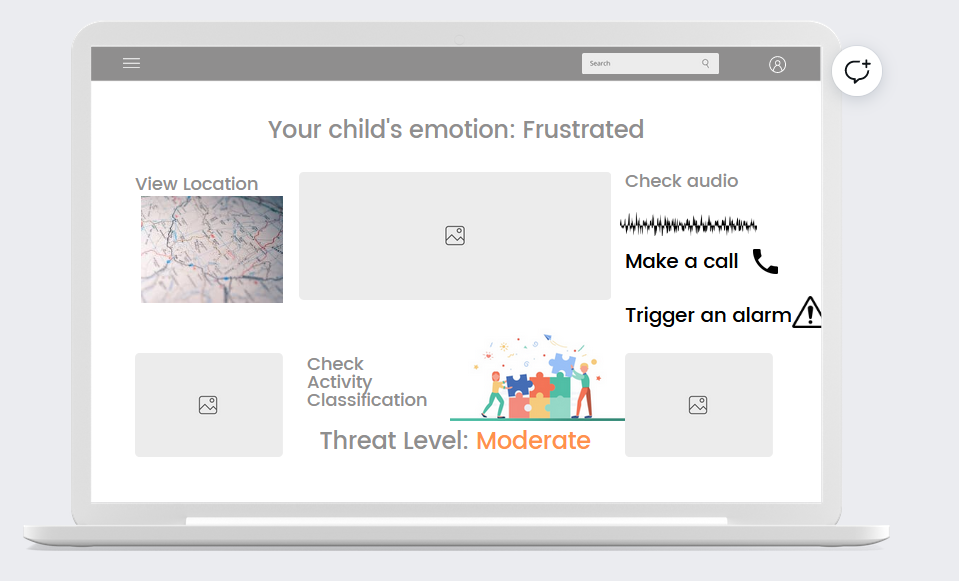 Search
Your child's emotion: Frustrated
View Location
Check audio
Make a call
Trigger an alarm
Check
Activity
Classification
Threat Level: Moderate